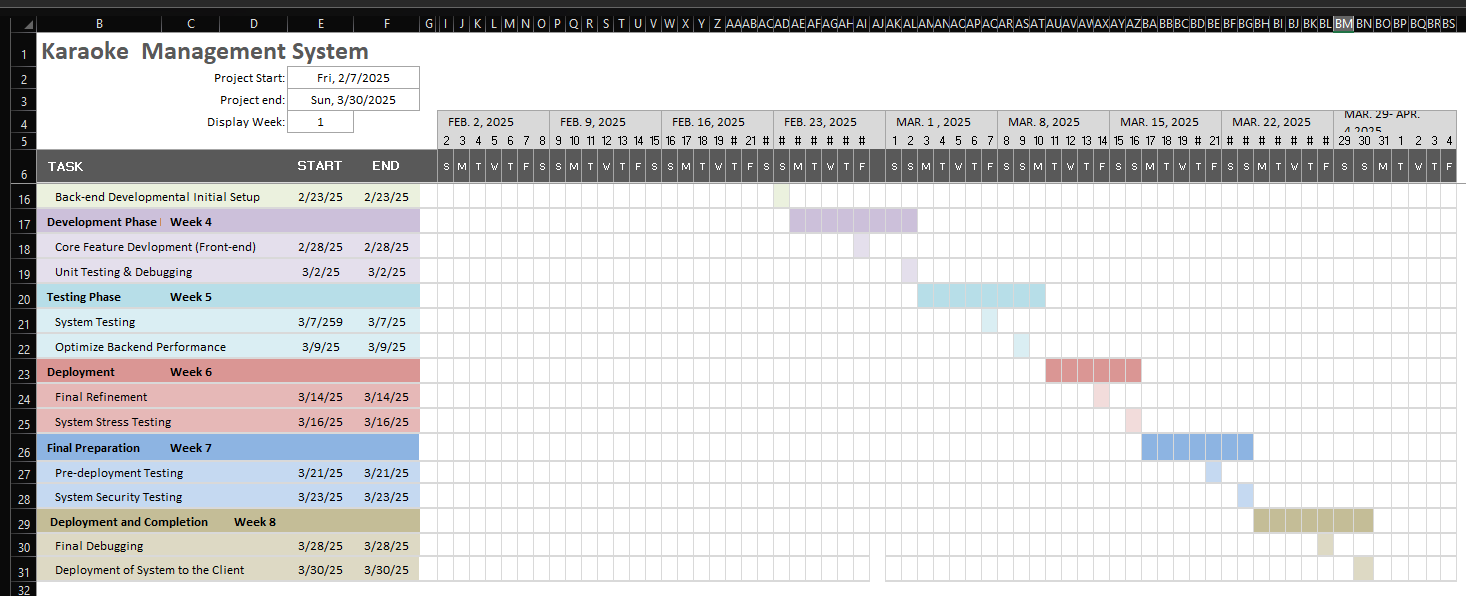 B C D E F G I J K L M N O P Q R S T U V W X Y Z AA AB AC AD AE AF AG AH AI AJ AK AL AM AN AO AP AQ AR AS AT AU AV AW AX AY AZ BA BB BC BD BE BF BG BH BI BJ BK BL BM BN BO BP BQ BR BS
1 Karaoke Management System
2 Project Start: Fri, 2/7/2025
3 Project end: Sun, 3/30/2025
4 Display Week: 1 FEB. 2, 2025 FEB. 9, 2025 FEB. 16, 2025 FEB. 23, 2025 MAR. 1 , 2025 MAR. 8, 2025 MAR. 15, 2025 MAR. 22, 2025 MAR. 29- APR.
4 2025
5 2 3 4 5 6 7 8 9 10 11 12 13 14 15 16 17 18 19 # 21 # # # # # # # 1 2 3 4 5 6 7 8 9 10 11 12 13 14 15 16 17 18 19 # 21 # # # # # # # 29 30 31 1 2 3 4
6 TASK START END S M T W T F S S M T W T F S S M T W T F S S M T W T F S S M T W T F S S M T W T F S S M T W T F S S M T W T F S S M T W T F
16 Back-end Developmental Initial Setup 2/23/25 2/23/25
17 Development Phase Week 4
18 Core Feature Devlopment (Front-end) 2/28/25 2/28/25
19 Unit Testing & Debugging 3/2/25 3/2/25
20 Testing Phase Week 5
21 System Testing 3/7/259 3/7/25
22 Optimize Backend Performance 3/9/25 3/9/25
23 Deployment Week 6
24 Final Refinement 3/14/25 3/14/25
25 System Stress Testing 3/16/25 3/16/25
26 Final Preparation Week 7
27 Pre-deployment Testing 3/21/25 3/21/25
28 System Security Testing 3/23/25 3/23/25
29 Deployment and Completion Week 8
30 Final Debugging 3/28/25 3/28/25
31 Deployment of System to the Client 3/30/25 3/30/25
32